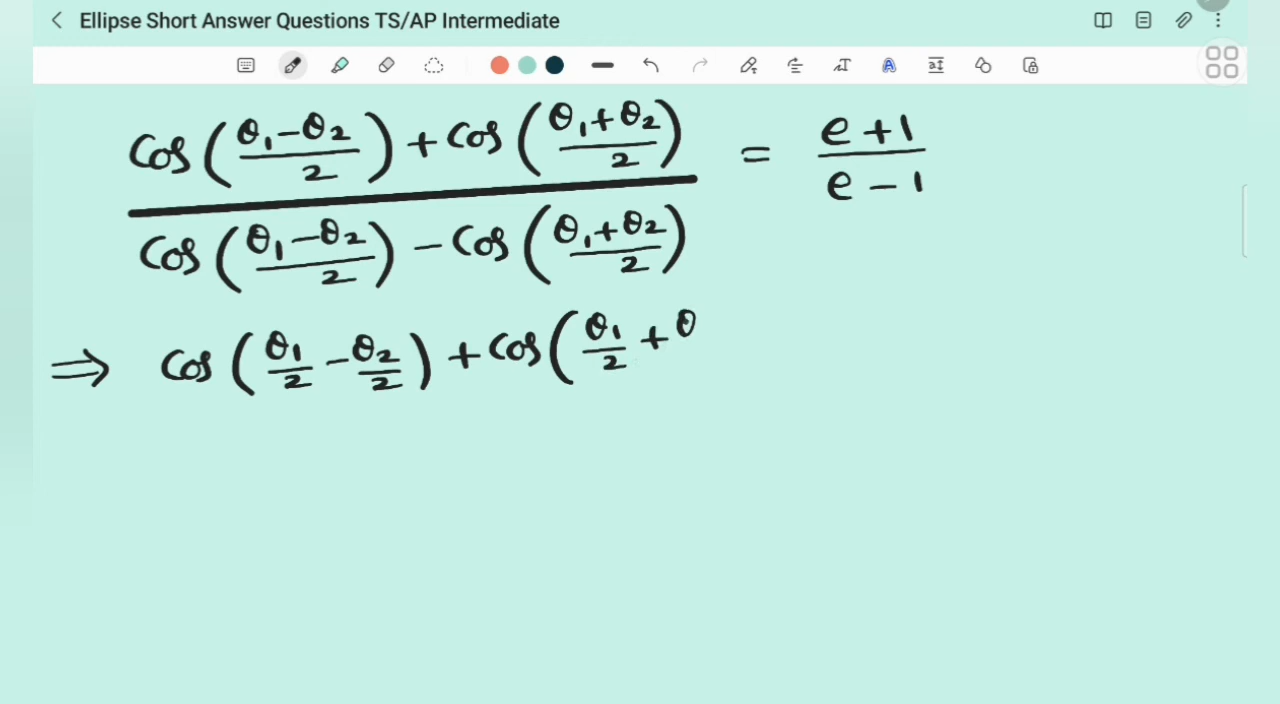 Ellipse Short Answer Questions TS/AP Intermediate
cos(θ₁-θ₂/2) + cos(θ₁+θ₂/2) = e+1
cos(θ₁-θ₂/2) - cos(θ₁+θ₂/2) e-1
⇒ cos(θ₁/2 - θ₂/2) + cos(θ₁/2 + θ